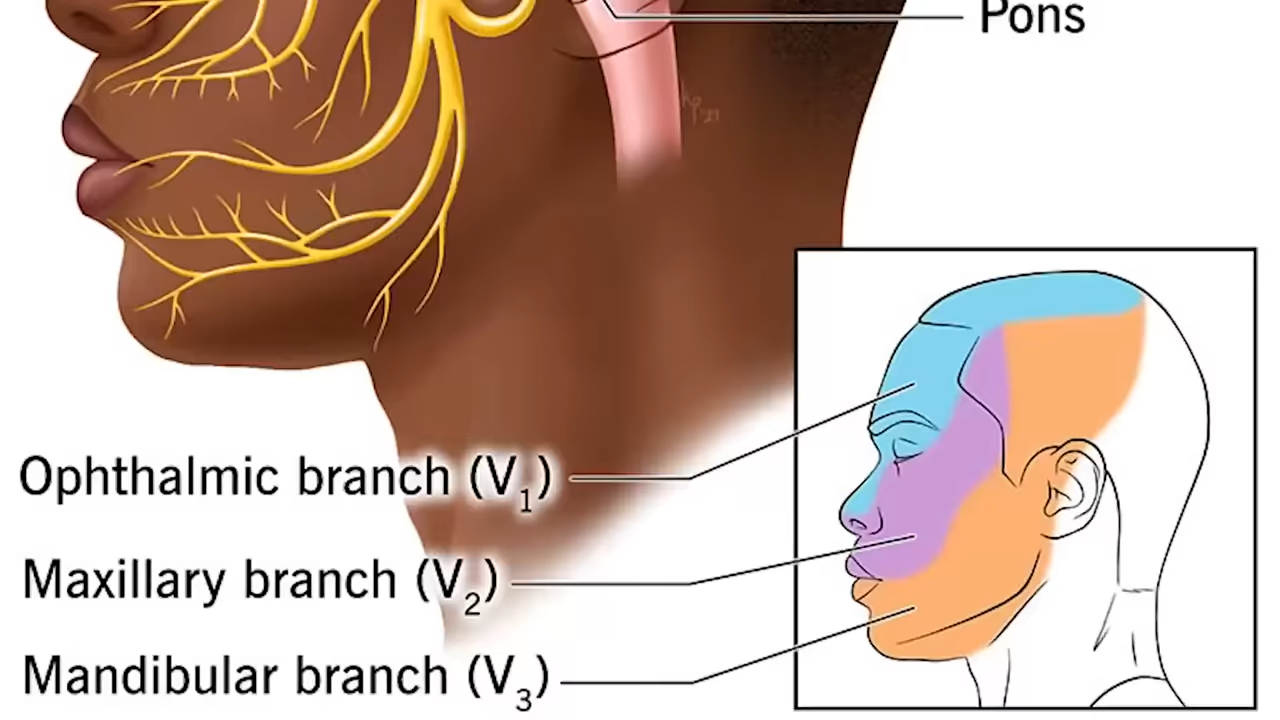 Pons
Ophthalmic branch (V₁)
Maxillary branch (V₂)
Mandibular branch (V₃)